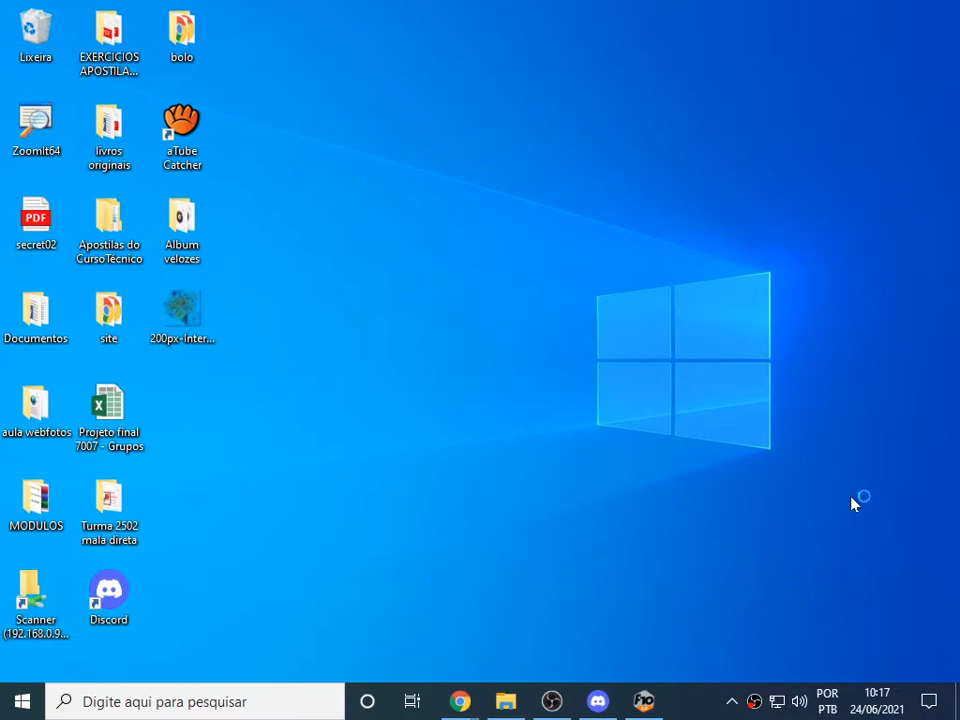 Lixeira
EXERCICIOS
APOSTILA...
bolo
ZoomIt64
livros
originais
aTube
Catcher
PDF
secret02
Apostilas do
CursoTécnico
Album
velozes
Documentos
site
200px-Inter...
aula webfotos
Projeto final
7007 - Grupos
MODULOS
Turma 2502
mala direta
Scanner
(192.168.0.9...
Discord
Digite aqui para pesquisar
POR
PTB
10:17
24/06/2021